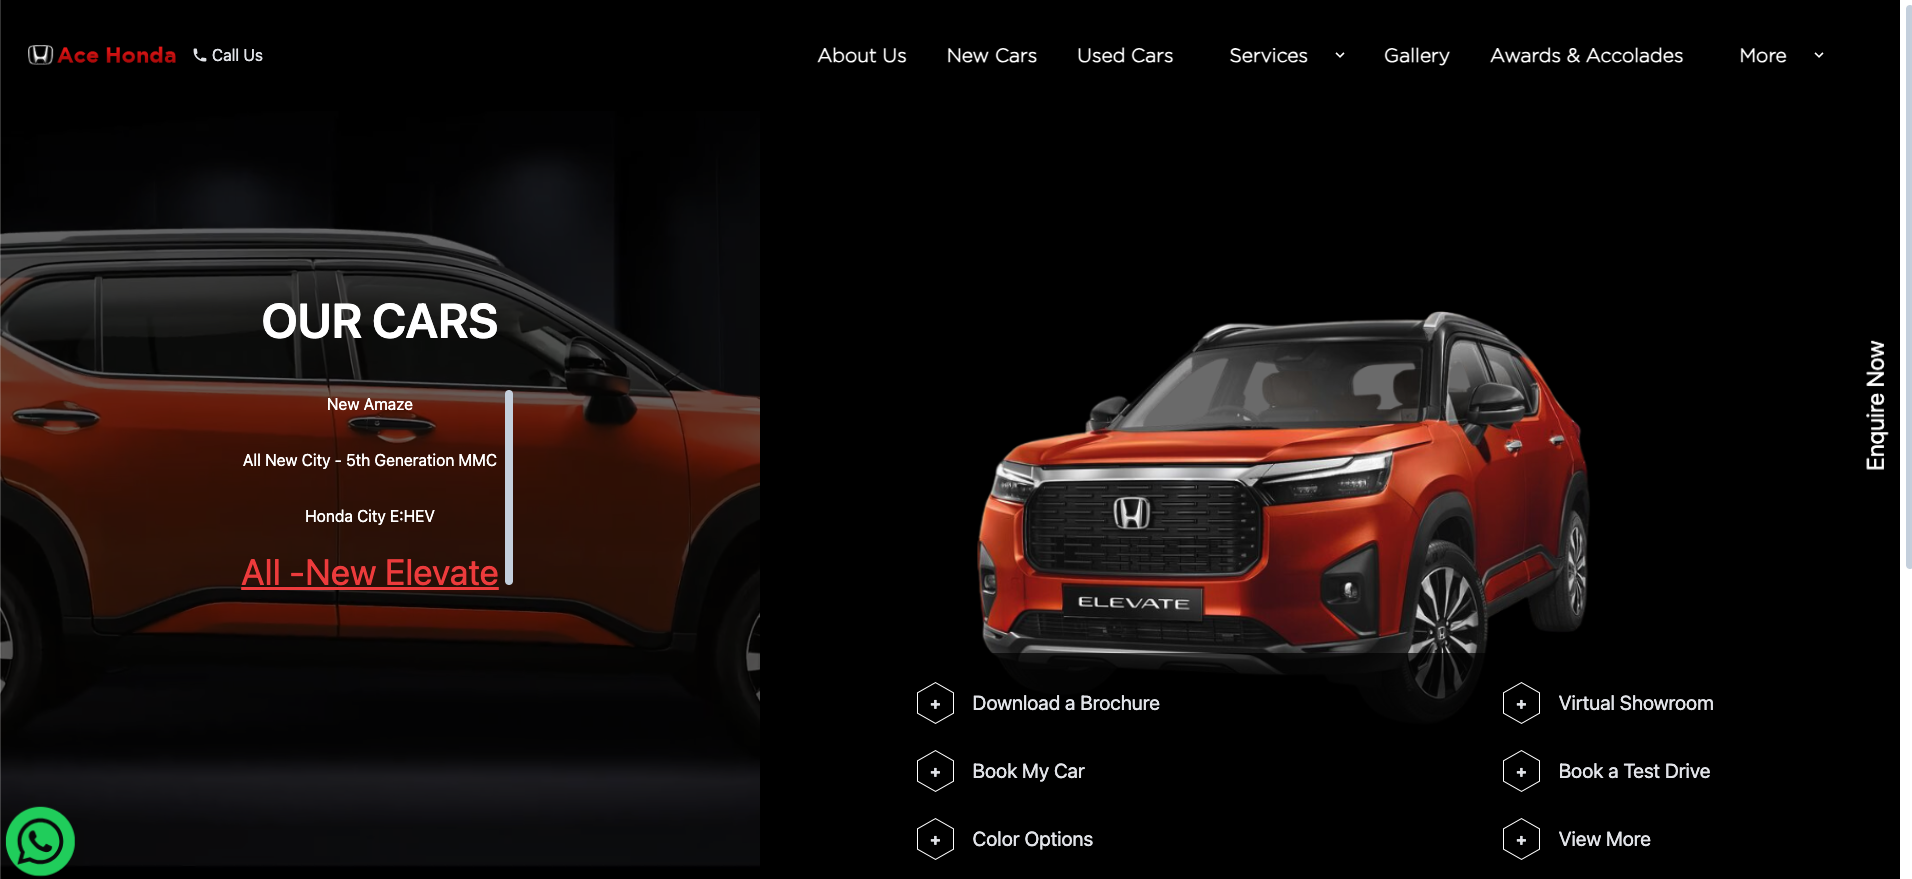 Ace Honda
Call Us
About Us
New Cars
Used Cars
Services
Gallery
Awards & Accolades
More
OUR CARS
New Amaze
All New City - 5th Generation MMC
Honda City E:HEV
All -New Elevate
ELEVATE
Enquire Now
Download a Brochure
Virtual Showroom
Book My Car
Book a Test Drive
Color Options
View More